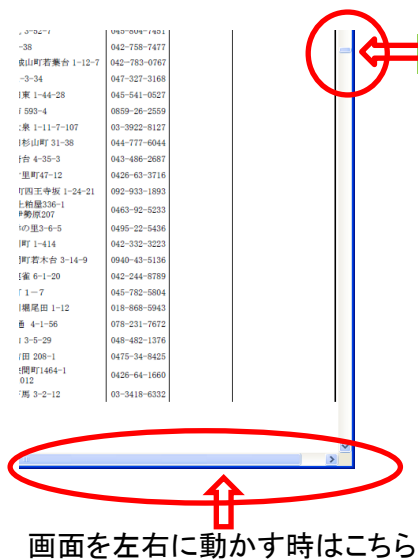 042-758-7477
山町若葉台 1-12-7 042-783-0767
-3-34 047-327-3168
東 1-44-28 045-541-0527
593-4 0859-26-2559
1-11-7-107 03-3922-8127
杉山町 31-38 044-777-6044
台 4-35-3 043-486-2687
里町47-12 0426-63-3716
町四王寺坂 1-24-21 092-933-1893
上粕屋336-1
伊勢原207 0463-92-5233
の里3-6-5 0495-22-5436
町 1-414 042-332-3223
町若木台 3-14-9 0940-43-5136
雀 6-1-20 042-244-8789
1-7 045-782-5804
堀尾田 1-12 018-868-5943
通 4-1-56 078-231-7672
3-5-29 048-482-1376
田 208-1 0475-34-8425
間町1464-1
012 0426-64-1660
馬 3-2-12 03-3418-6332
画面を左右に動かす時はこちら